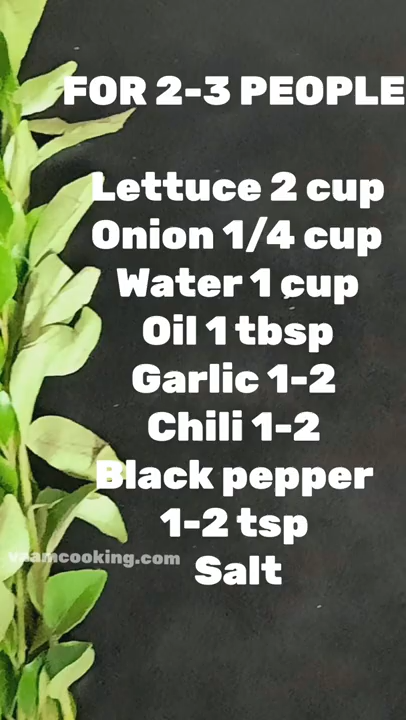 FOR 2-3 PEOPLE
Lettuce 2 cup
Onion 1/4 cup
Water 1 cup
Oil 1 tbsp
Garlic 1-2
Chili 1-2
Black pepper
1-2 tsp
vaamcooking.com
Salt